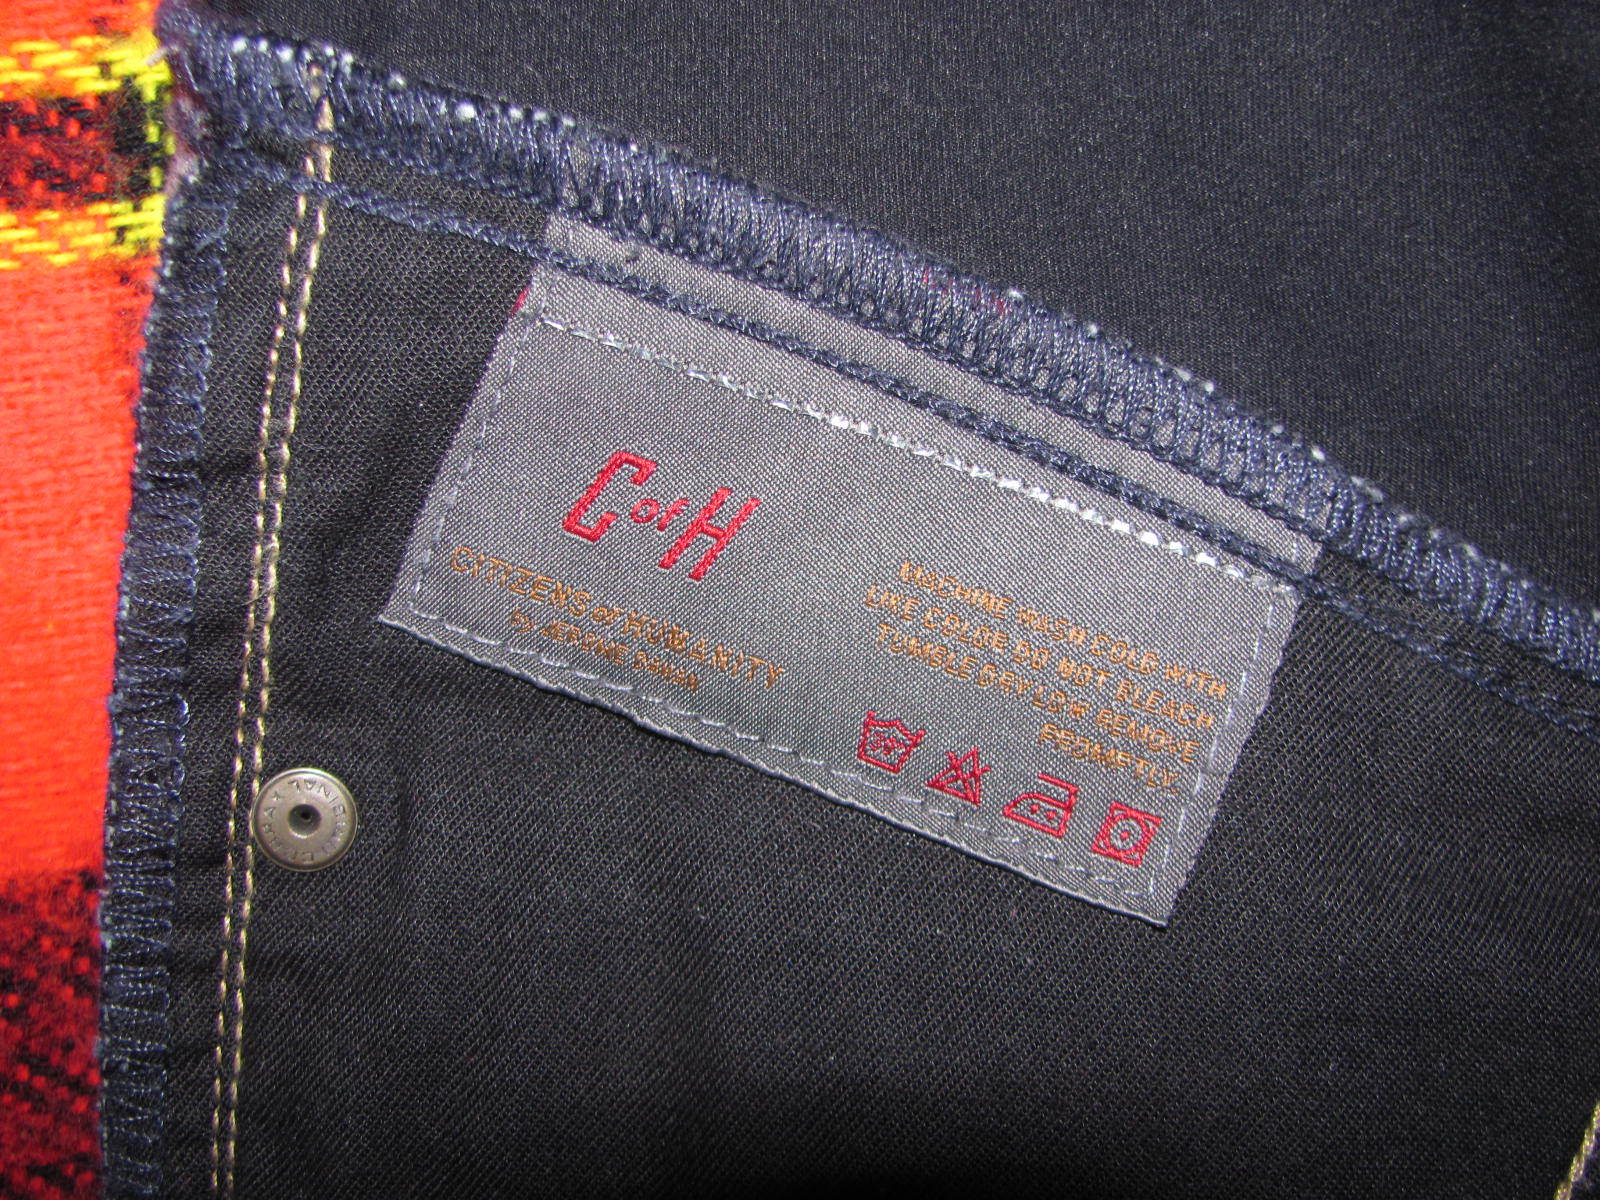 C of H
CITIZENS of HUMANITY
by JEROME DAHAN
MACHINE WASH COLD WITH
LIKE COLOR DO NOT BLEACH
TUMBLE DRY LOW REMOVE
PROMPTLY.